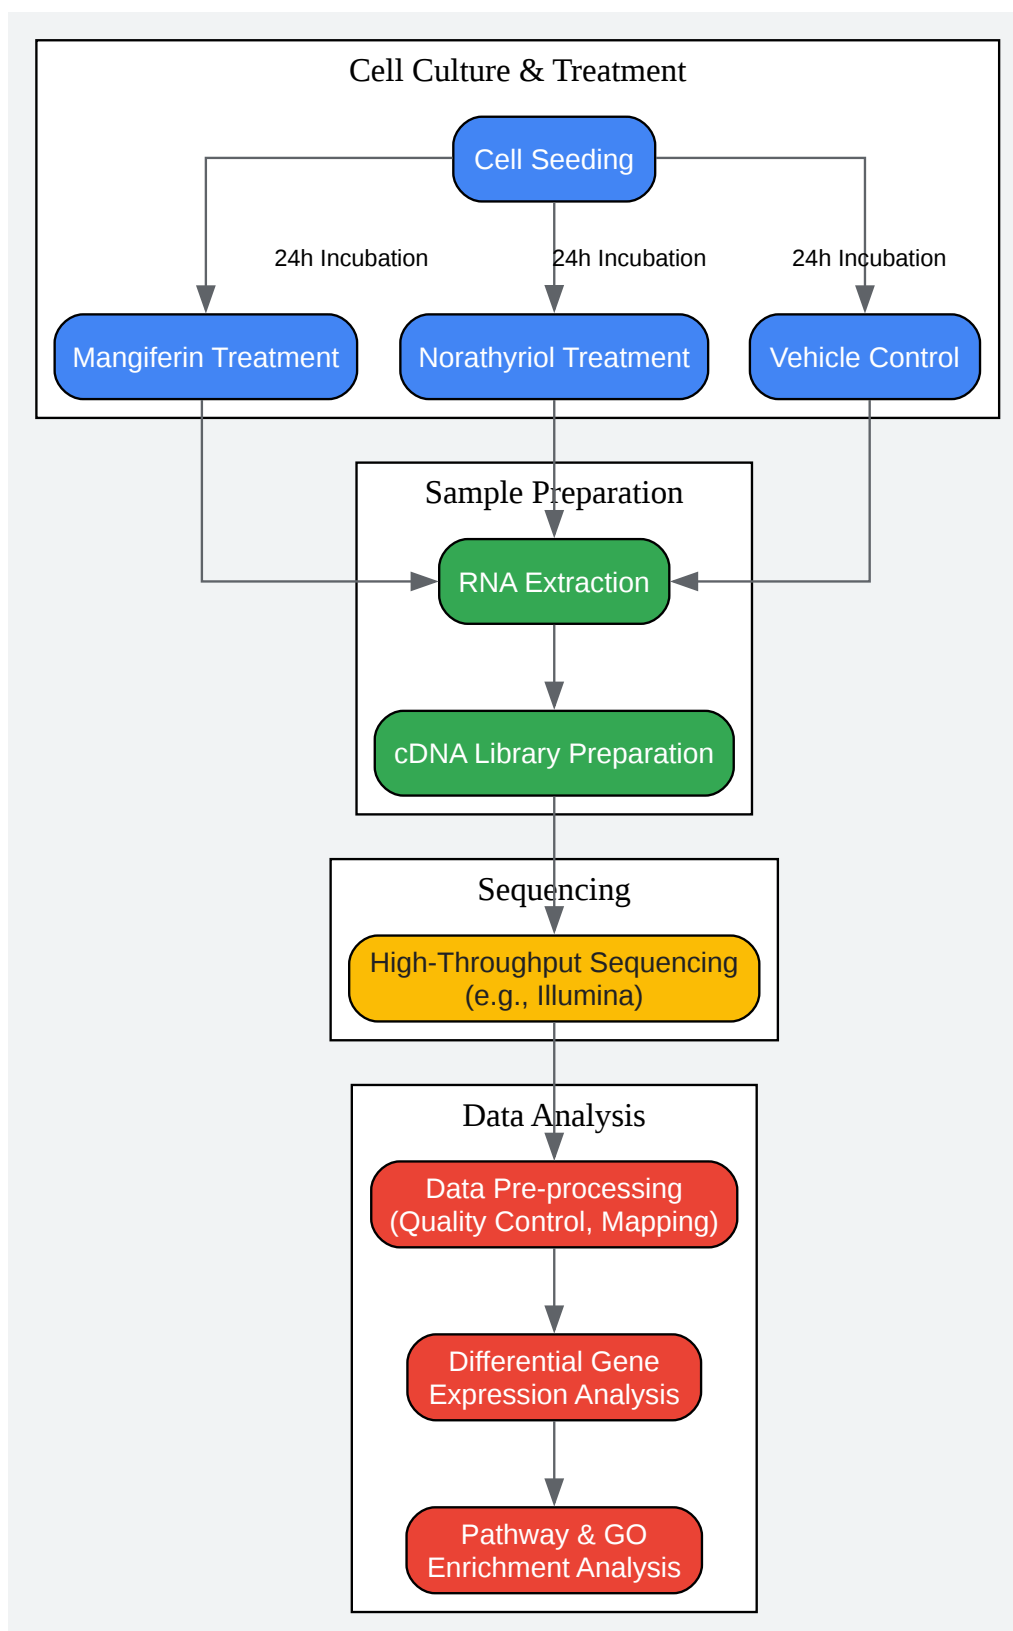 Cell Culture & Treatment
Cell Seeding
24h Incubation
24h Incubation
24h Incubation
Mangiferin Treatment
Norathyriol Treatment
Vehicle Control
Sample Preparation
RNA Extraction
cDNA Library Preparation
Sequencing
High-Throughput Sequencing
(e.g., Illumina)
Data Analysis
Data Pre-processing
(Quality Control, Mapping)
Differential Gene
Expression Analysis
Pathway & GO
Enrichment Analysis